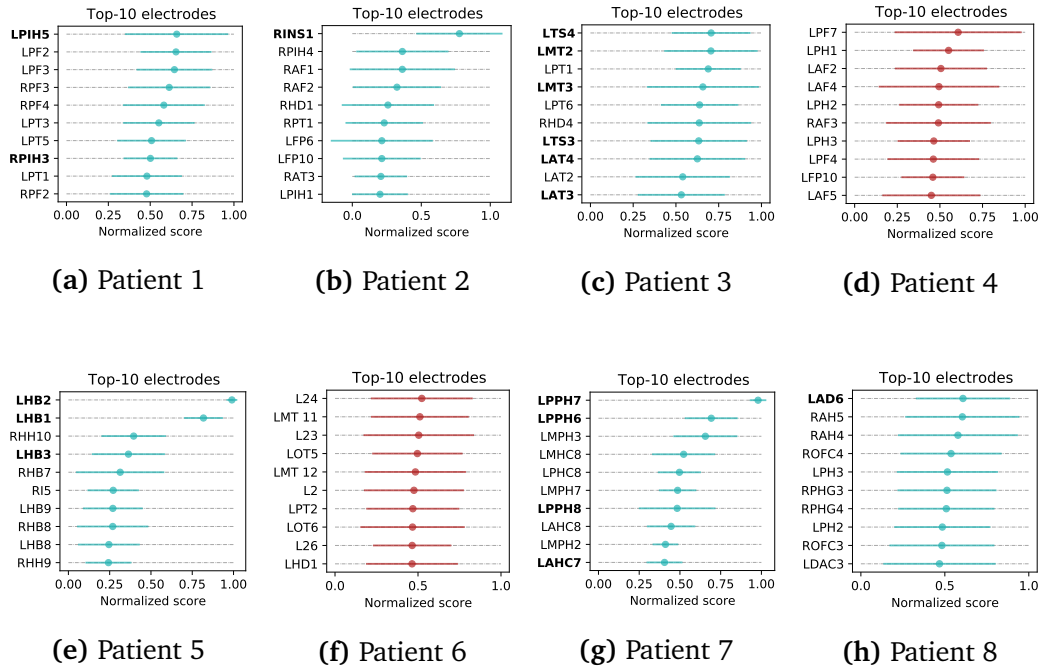 Top-10 electrodes
LPIH5
LPF2
LPF3
RPF3
RPF4
LPT3
LPT5
RPIH3
LPT1
RPF2
0.00 0.25 0.50 0.75 1.00
Normalized score
(a) Patient 1
Top-10 electrodes
RINS1
RPIH4
RAF1
RAF2
RHD1
RPT1
LFP6
LFP10
RAT3
LPIH1
0.0 0.5 1.0
Normalized score
(b) Patient 2
Top-10 electrodes
LTS4
LMT2
LPT1
LMT3
LPT6
RHD4
LTS3
LAT4
LAT2
LAT3
0.00 0.25 0.50 0.75 1.00
Normalized score
(c) Patient 3
Top-10 electrodes
LPF7
LPH1
LAF2
LAF4
LPH2
RAF3
LPH3
LPF4
LFP10
LAF5
0.00 0.25 0.50 0.75 1.00
Normalized score
(d) Patient 4
Top-10 electrodes
LHB2
LHB1
RHH10
LHB3
RHB7
RI5
LHB9
RHB8
LHB8
RHH9
0.00 0.25 0.50 0.75 1.00
Normalized score
(e) Patient 5
Top-10 electrodes
L24
LMT 11
L23
LOT5
LMT 12
L2
LPT2
LOT6
L26
LHD1
0.0 0.5 1.0
Normalized score
(f) Patient 6
Top-10 electrodes
LPPH7
LPPH6
LMPH3
LMHC8
LPHC8
LMPH7
LPPH8
LAHC8
LMPH2
LAHC7
0.00 0.25 0.50 0.75 1.00
Normalized score
(g) Patient 7
Top-10 electrodes
LAD6
RAH5
RAH4
ROFC4
LPH3
RPHG3
RPHG4
LPH2
ROFC3
LDAC3
0.0 0.5 1.0
Normalized score
(h) Patient 8